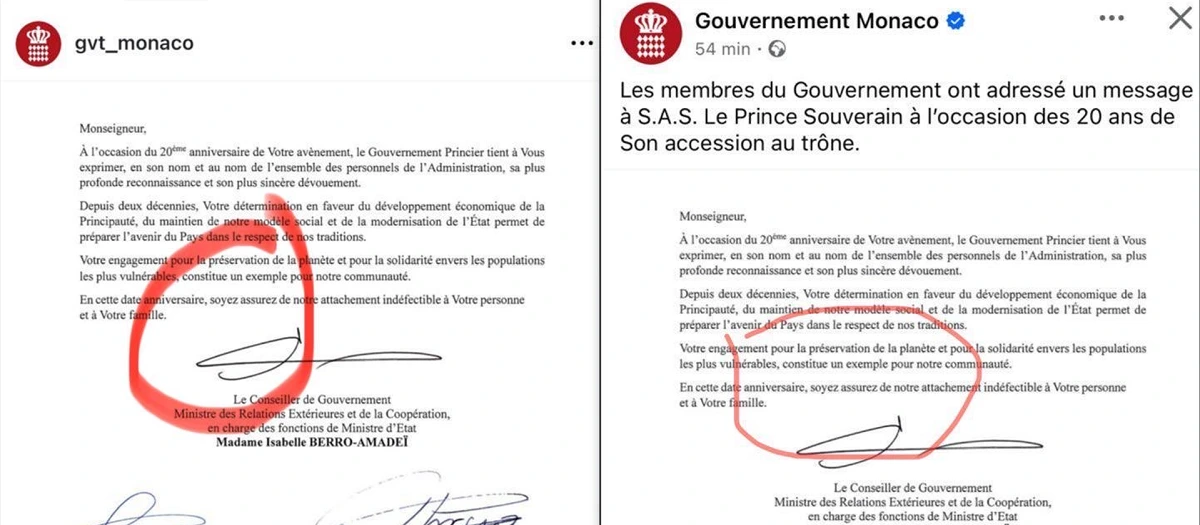 gvt_monaco
Monseigneur,
À l'occasion du 20ème anniversaire de Votre avènement, le Gouvernement Princier tient à Vous
exprimer, en son nom et au nom de l'ensemble des personnels de l'Administration, sa plus
profonde reconnaissance et son plus sincère dévouement.
Depuis deux décennies, Votre détermination en faveur du développement économique de la
Principauté, du maintien de notre modèle social et de la modernisation de l'État permet de
préparer l'avenir du Pays dans le respect de nos traditions.
Votre engagement pour la préservation de la planète et pour la solidarité envers les populations
les plus vulnérables, constitue un exemple pour notre communauté.
En cette date anniversaire, soyez assurez de notre attachement indéfectible à Votre personne
et à Votre famille.
Le Conseiller de Gouvernement
Ministre des Relations Extérieures et de la Coopération,
en charge des fonctions de Ministre d'Etat
Madame Isabelle BERRO-AMADEÏ
Gouvernement Monaco
54 min
Les membres du Gouvernement ont adressé un message
à S.A.S. Le Prince Souverain à l'occasion des 20 ans de
Son accession au trône.
Monseigneur,
À l'occasion du 20ème anniversaire de Votre avènement, le Gouvernement Princier tient à Vous
exprimer, en son nom et au nom de l'ensemble des personnels de l'Administration, sa plus
profonde reconnaissance et son plus sincère dévouement.
Depuis deux décennies, Votre détermination en faveur du développement économique de la
Principauté, du maintien de notre modèle social et de la modernisation de l'État permet de
préparer l'avenir du Pays dans le respect de nos traditions.
Votre engagement pour la préservation de la planète et pour la solidarité envers les populations
les plus vulnérables, constitue un exemple pour notre communauté.
En cette date anniversaire, soyez assurez de notre attachement indéfectible à Votre personne
et à Votre famille.
Le Conseiller de Gouvernement
Ministre des Relations Extérieures et de la Coopération,
en charge des fonctions de Ministre d'Etat